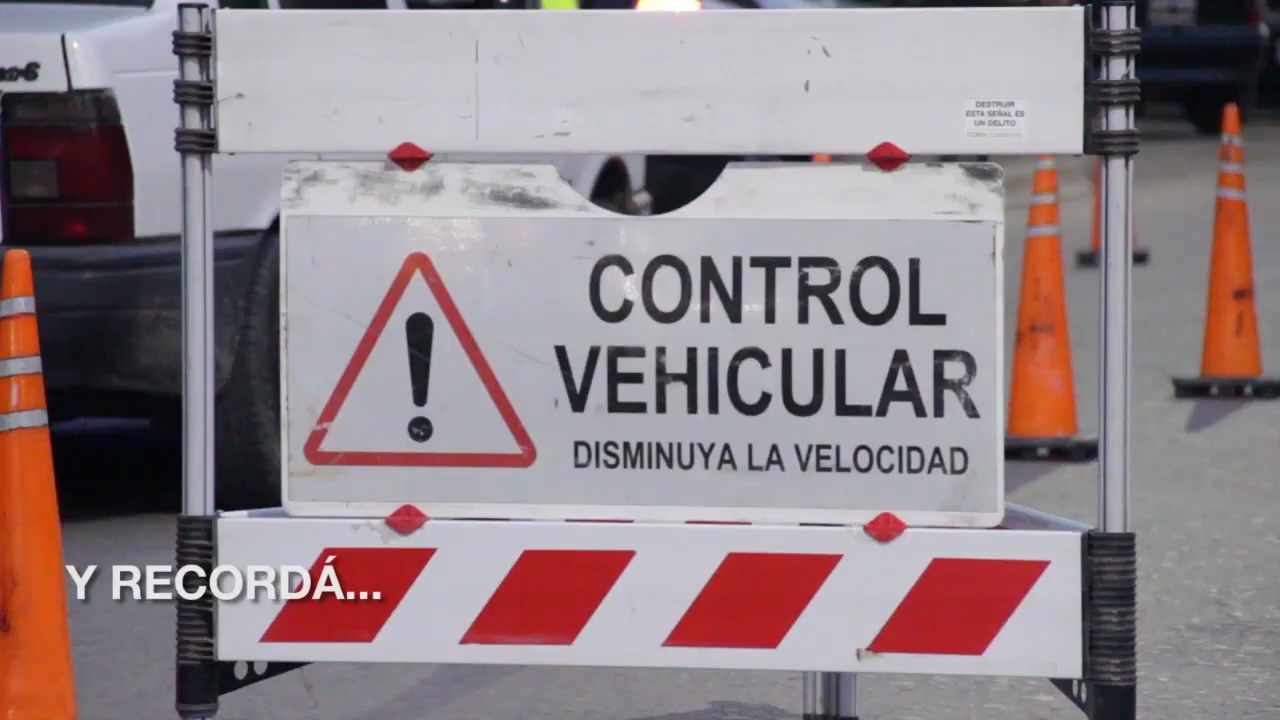 DESTRUIR
ESTA SEÑAL ES
UN DELITO
CONTROL
VEHICULAR
DISMINUYA LA VELOCIDAD
Y RECORDÁ...